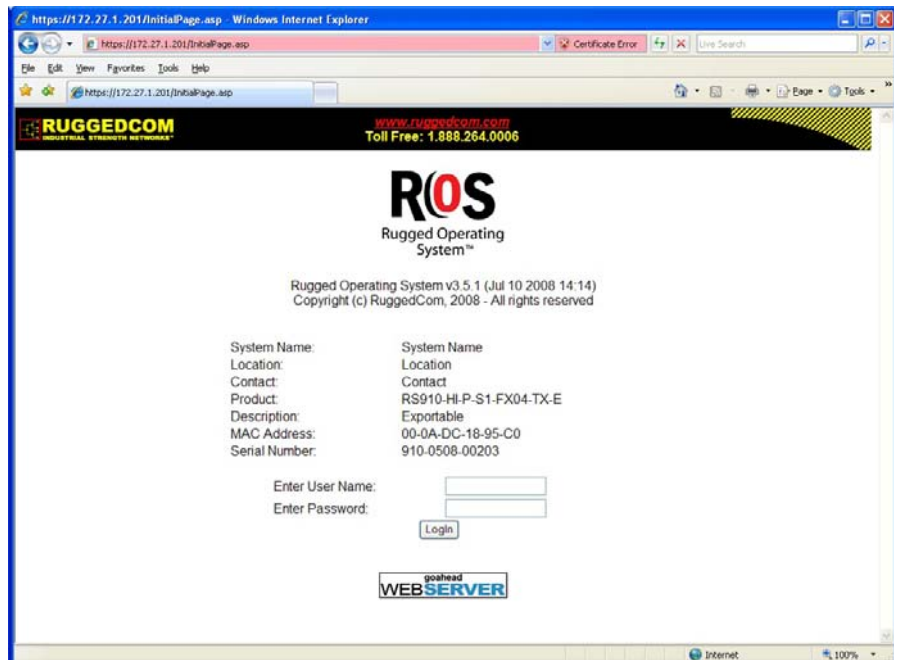 https://172.27.1.201/InitialPage.asp - Windows Internet Explorer
https://172.27.1.201/InitialPage.asp Certificate Error Live Search
File Edit View Favorites Tools Help
https://172.27.1.201/InitialPage.asp Page Tools
RUGGEDCOM
INDUSTRIAL STRENGTH NETWORKS
www.ruggedcom.com
Toll Free: 1.888.264.0006
ROS
Rugged Operating
System™
Rugged Operating System v3.5.1 (Jul 10 2008 14:14)
Copyright (c) RuggedCom, 2008 - All rights reserved
System Name: System Name
Location: Location
Contact: Contact
Product: RS910-HI-P-S1-FX04-TX-E
Description: Exportable
MAC Address: 00-0A-DC-18-95-C0
Serial Number: 910-0508-00203
Enter User Name:
Enter Password:
LogIn
goahead
WEBSERVER
Internet 100%